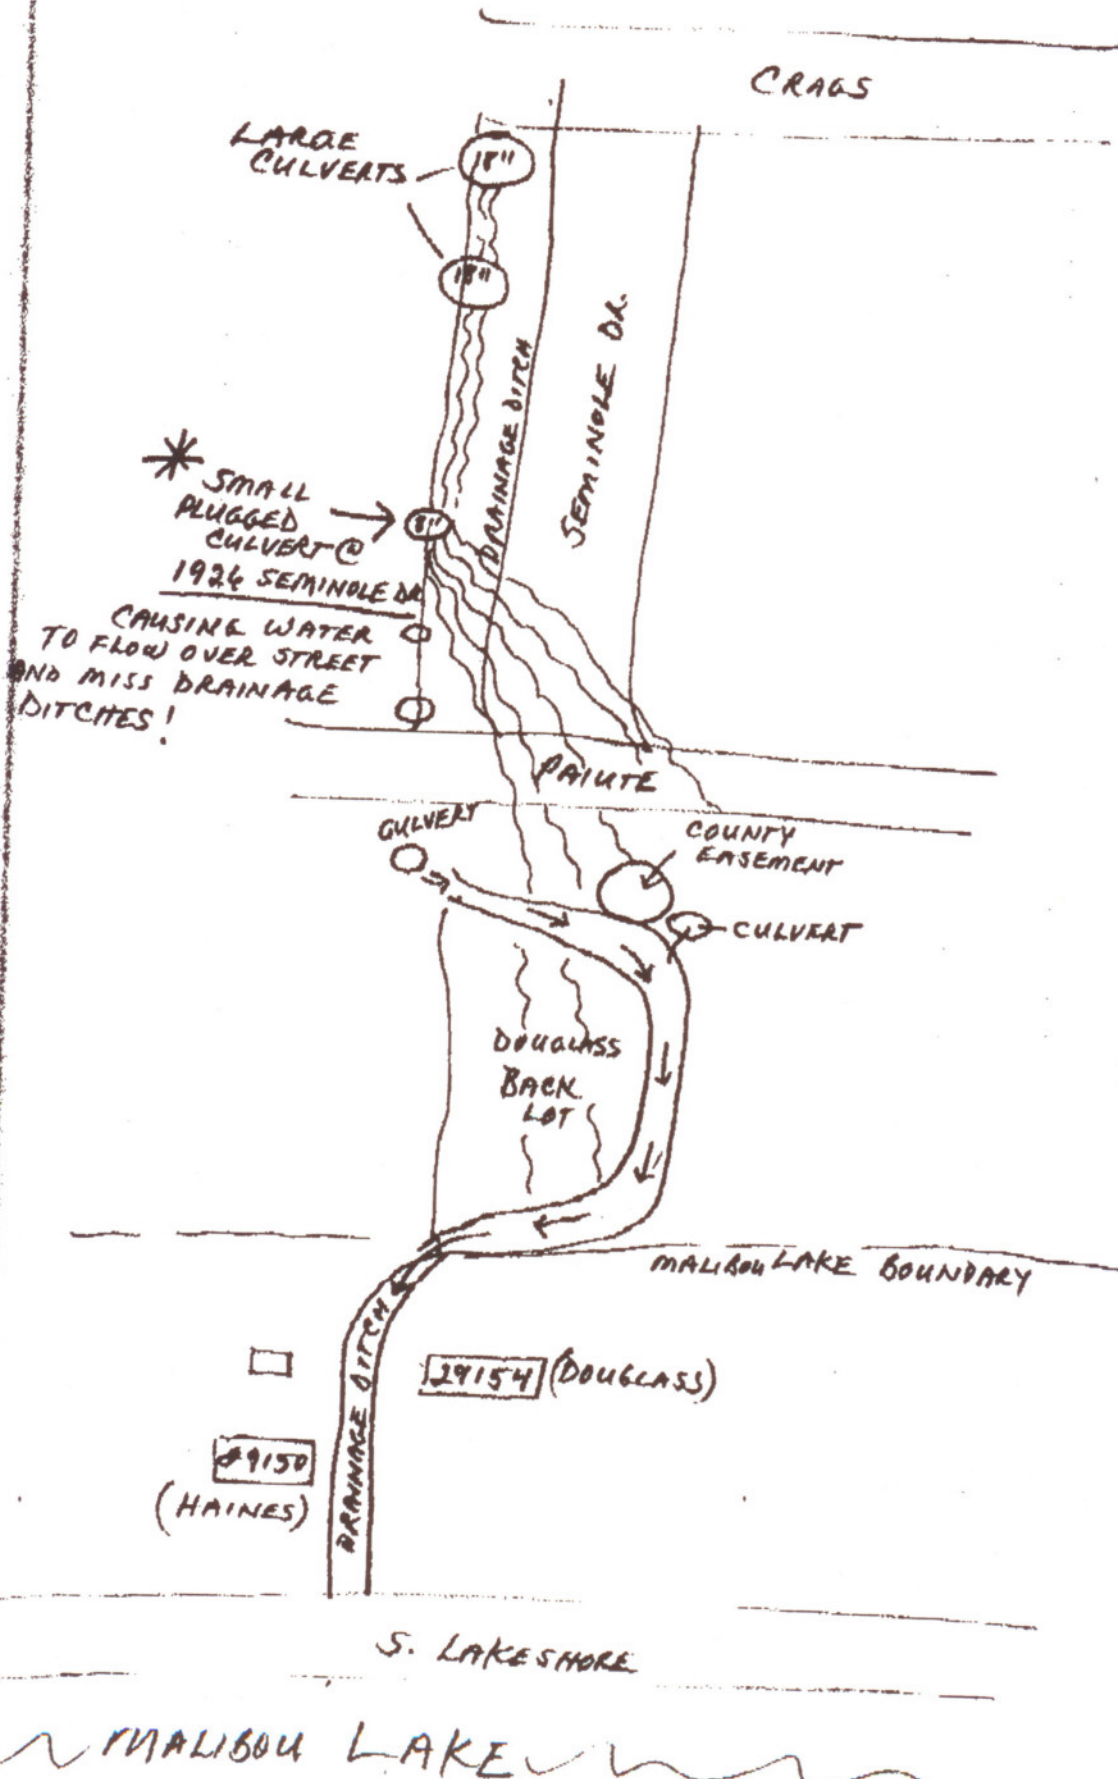 CRAGS
LARGE
CULVERTS
18"
18"
DRAINAGE DITCH
SEMINOLE DR.
SMALL
PLUGGED
CULVERT @
1926 SEMINOLE DR
8"
CAUSING WATER
TO FLOW OVER STREET
AND MISS DRAINAGE
DITCHES!
PAIUTE
CULVERT
COUNTY
EASEMENT
CULVERT
DOUGLASS
BACK
LOT
MALIBOU LAKE BOUNDARY
DRAINAGE DITCH
29154 (DOUGLASS)
#9150
(HAINES)
S. LAKESHORE
MALIBOU LAKE